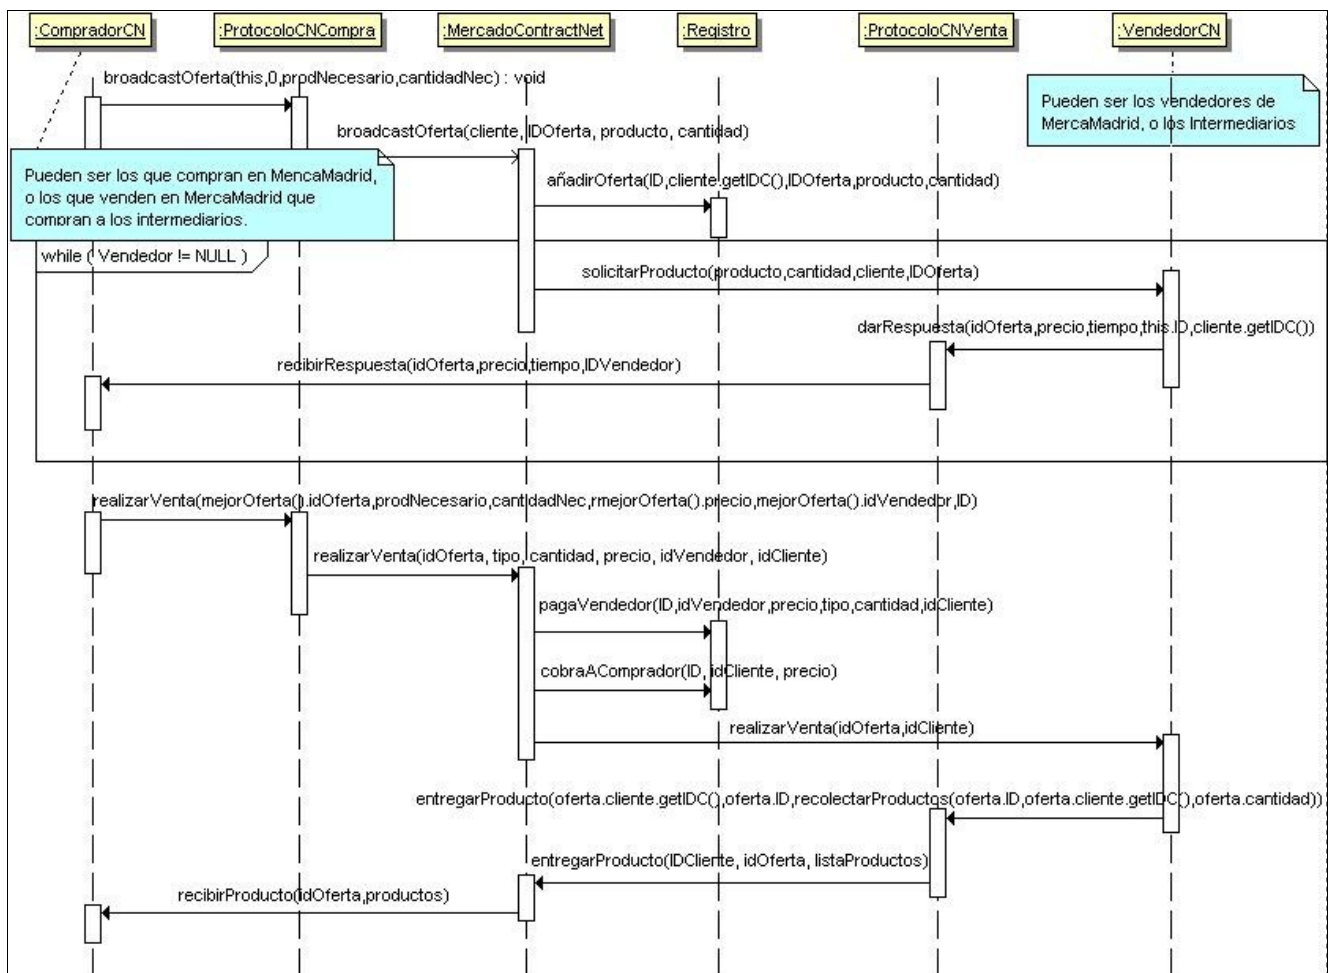 :CompradorCN
:ProtocoloCNCompra
:MercadoContractNet
:Registro
:ProtocoloCNVenta
:VendedorCN
broadcastOferta(this,0,prodNecesario,cantidadNec) : void
Pueden ser los vendedores de
MercaMadrid, o los Intermediarios
broadcastOferta(cliente, IDOferta, producto, cantidad)
Pueden ser los que compran en MencaMadrid,
o los que venden en MercaMadrid que
compran a los intermediarios.
añadirOferta(ID,cliente.getIDC(),IDOferta,producto,cantidad)
while ( Vendedor != NULL )
solicitarProducto(producto,cantidad,cliente,IDOferta)
darRespuesta(idOferta,precio,tiempo,this.ID,cliente.getIDC())
recibirRespuesta(idOferta,precio,tiempo,IDVendedor)
realizarVenta(mejorOferta().idOferta,prodNecesario,cantidadNec,rmejorOferta().precio,mejorOferta().idVendedor,ID)
realizarVenta(idOferta, tipo, cantidad, precio, idVendedor, idCliente)
pagaVendedor(ID,idVendedor,precio,tipo,cantidad,idCliente)
cobraAComprador(ID, idCliente, precio)
realizarVenta(idOferta,idCliente)
entregarProducto(oferta.cliente.getIDC(),oferta.ID,recolectarProductos(oferta.ID,oferta.cliente.getIDC(),oferta.cantidad))
entregarProducto(IDCliente, idOferta, listaProductos)
recibirProducto(idOferta,productos)